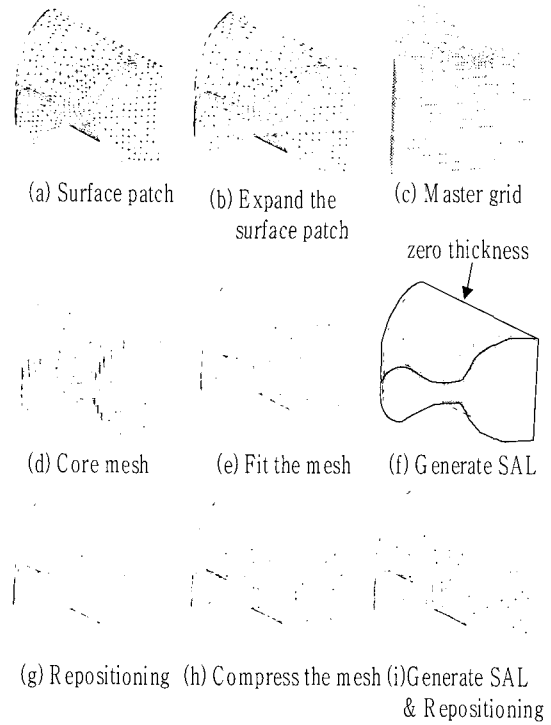 (a) Surface patch
(b) Expand the
surface patch
(c) Master grid
zero thickness
(d) Core mesh
(e) Fit the mesh
(f) Generate SAL
(g) Repositioning
(h) Compress the mesh
(i)Generate SAL
& Repositioning